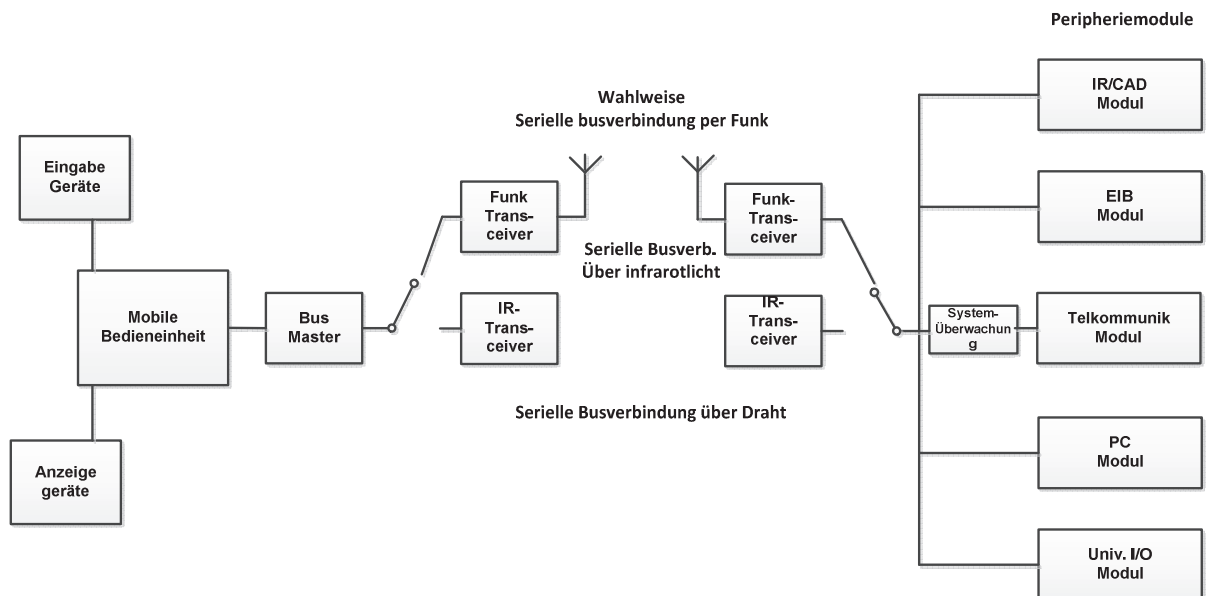 Peripheriemodule
IR/CAD
Modul
Wahlweise
Serielle busverbindung per Funk
Eingabe
Geräte
Funk
Trans-
ceiver
Funk-
Trans-
ceiver
EIB
Modul
Serielle Busverb.
Über infrarotlicht
Mobile
Bedieneinheit
Bus
Master
IR-
Trans-
ceiver
IR-
Trans-
ceiver
System-
Überwachun
g
Telkommunik
Modul
Serielle Busverbindung über Draht
PC
Modul
Anzeige
geräte
Univ. I/O
Modul